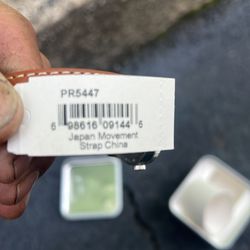 PR5447
6 98616 09144 6
Japan Movement
Strap China